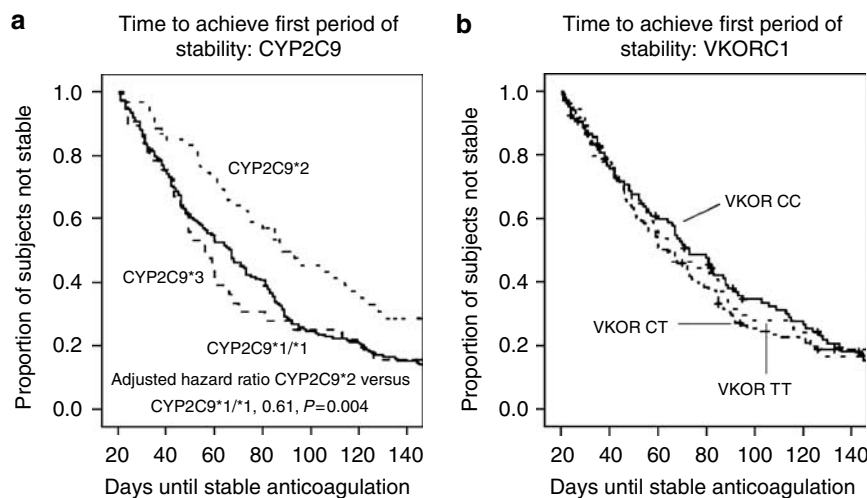 a
Time to achieve first period of
stability: CYP2C9
Proportion of subjects not stable
1.0
0.8
0.6
0.4
0.2
0.0
CYP2C9*2
CYP2C9*3
CYP2C9*1/*1
Adjusted hazard ratio CYP2C9*2 versus
CYP2C9*1/*1, 0.61, P=0.004
20 40 60 80 100 120 140
Days until stable anticoagulation
b
Time to achieve first period of
stability: VKORC1
Proportion of subjects not stable
1.0
0.8
0.6
0.4
0.2
0.0
VKOR CC
VKOR CT
VKOR TT
20 40 60 80 100 120 140
Days until stable anticoagulation